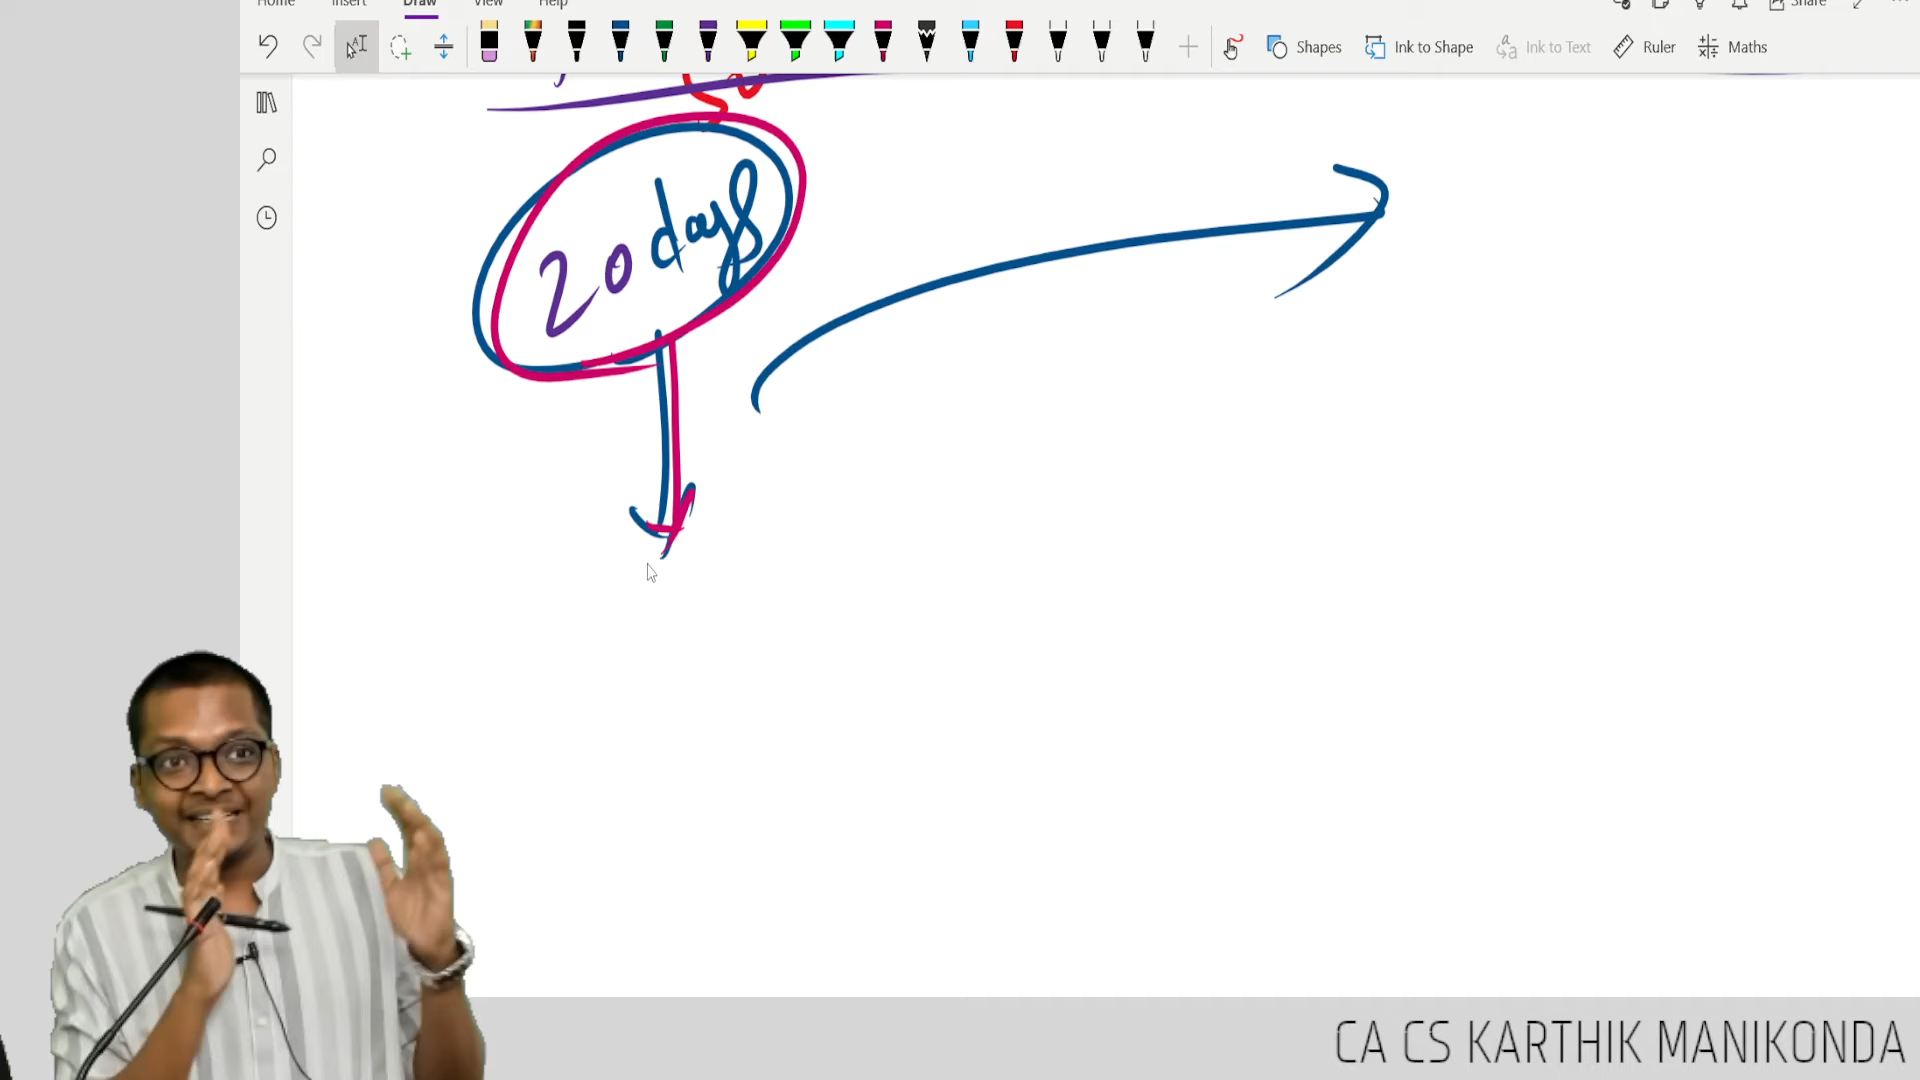 Home Insert Draw View Help Share
Shapes Ink to Shape Ink to Text Ruler Maths
20 days
CA CS KARTHIK MANIKONDA